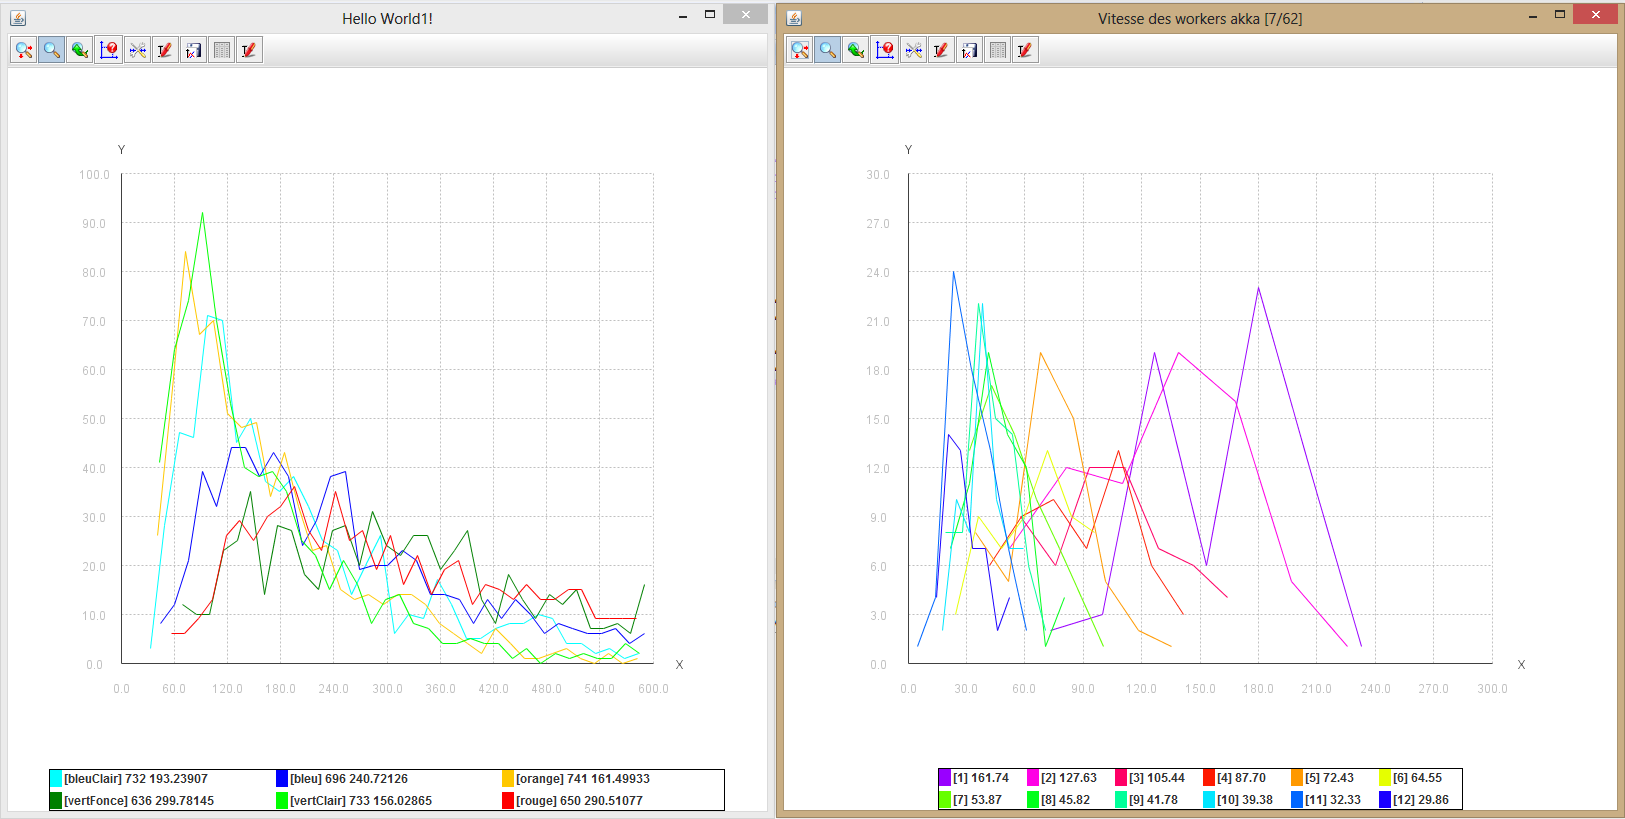 Hello World1!
Y
100.0
90.0
80.0
70.0
60.0
50.0
40.0
30.0
20.0
10.0
0.0
X
0.0 60.0 120.0 180.0 240.0 300.0 360.0 420.0 480.0 540.0 600.0
[bleuClair] 732 193.23907 [bleu] 696 240.72126 [orange] 741 161.49933
[vertFonce] 636 299.78145 [vertClair] 733 156.02865 [rouge] 650 290.51077
Vitesse des workers akka [7/62]
Y
30.0
27.0
24.0
21.0
18.0
15.0
12.0
9.0
6.0
3.0
0.0
X
0.0 30.0 60.0 90.0 120.0 150.0 180.0 210.0 240.0 270.0 300.0
[1] 161.74 [2] 127.63 [3] 105.44 [4] 87.70 [5] 72.43 [6] 64.55
[7] 53.87 [8] 45.82 [9] 41.78 [10] 39.38 [11] 32.33 [12] 29.86